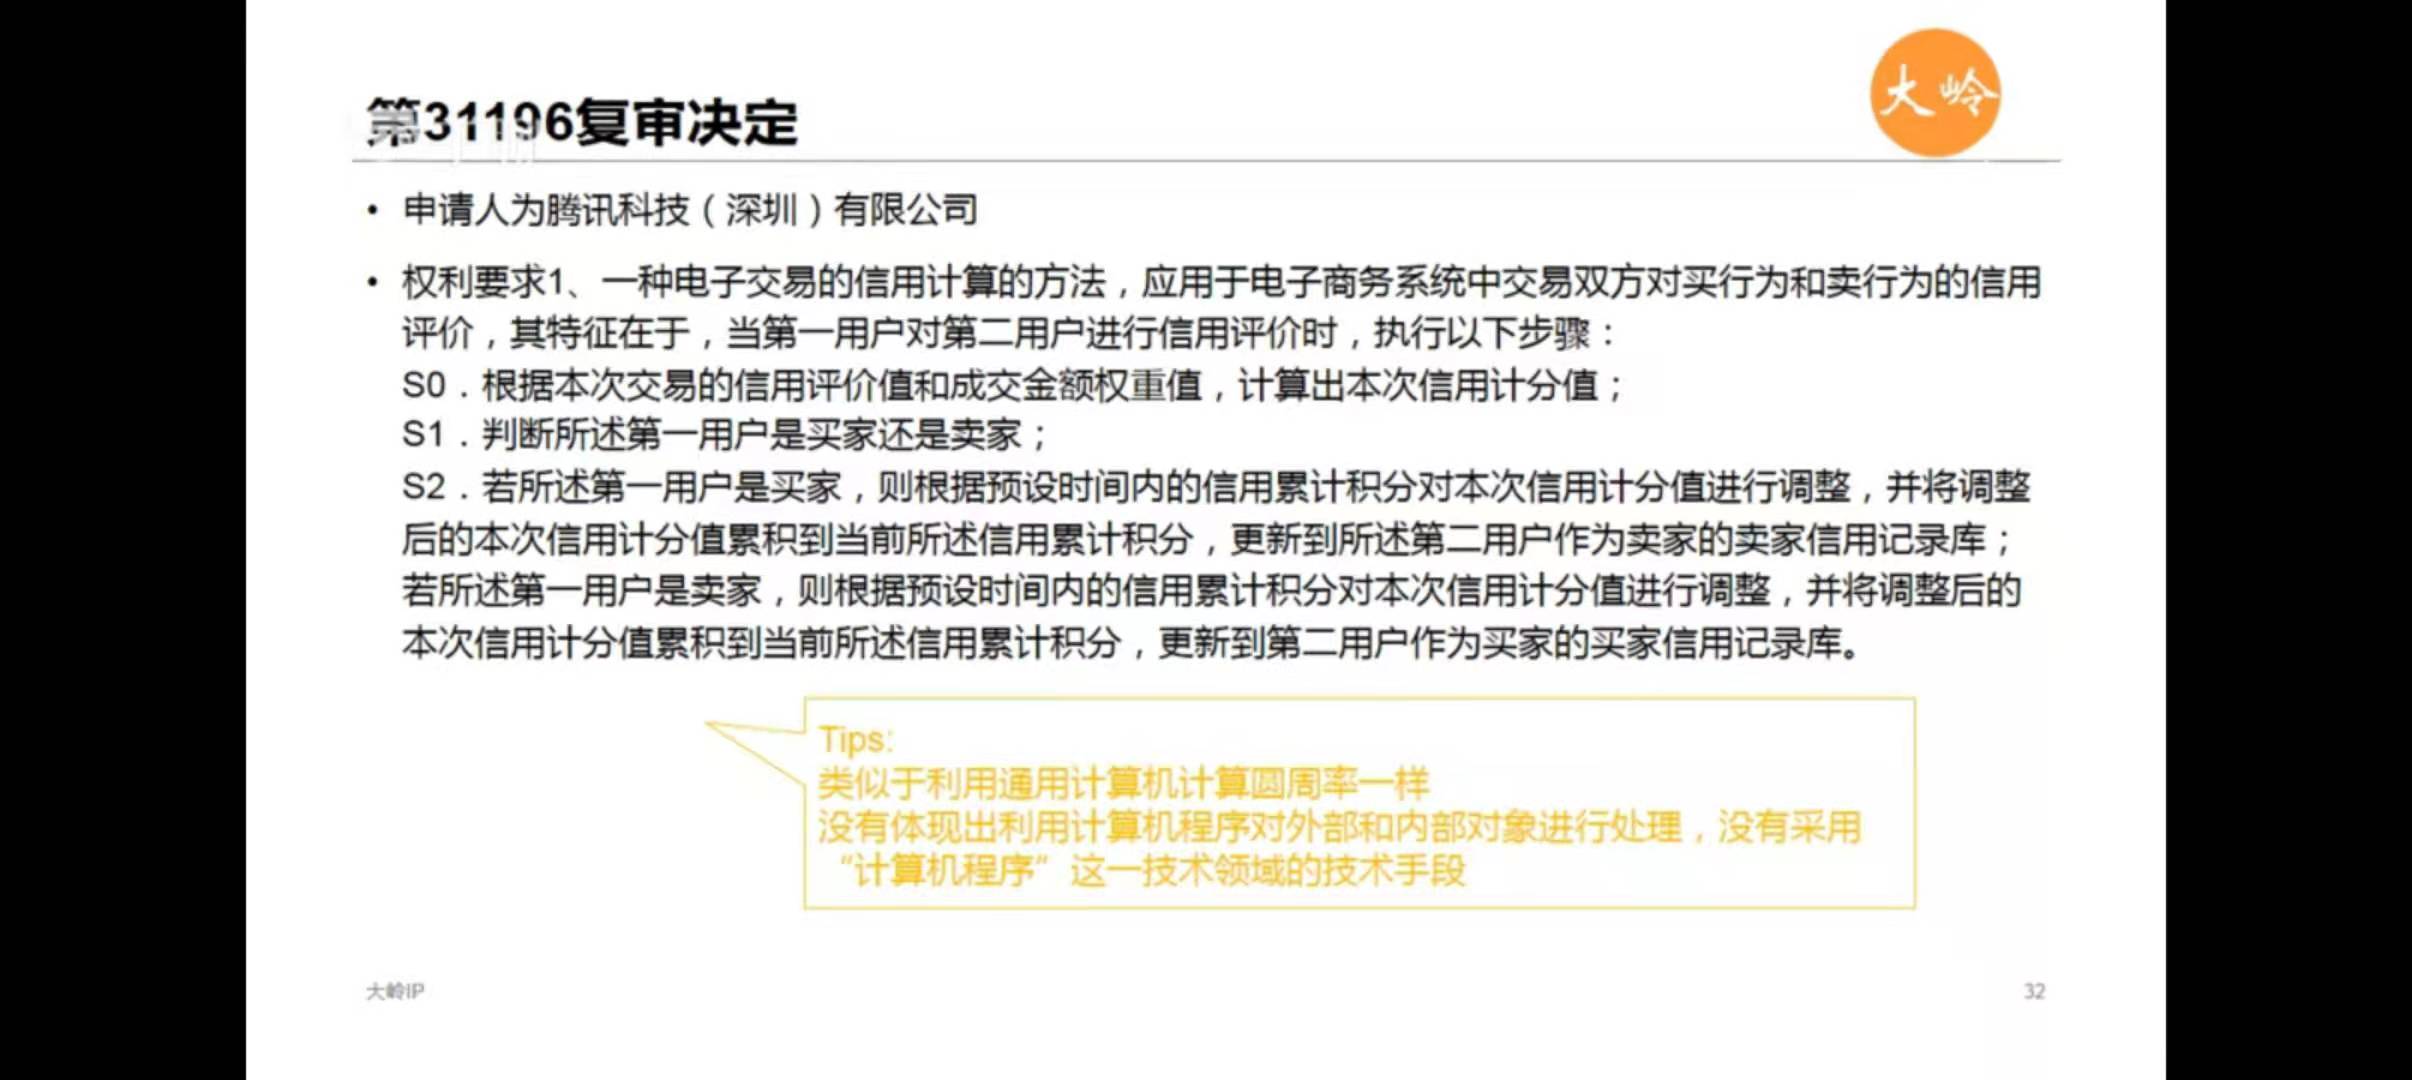 大岭
第31196复审决定
• 申请人为腾讯科技（深圳）有限公司
• 权利要求1、一种电子交易的信用计算的方法，应用于电子商务系统中交易双方对买行为和卖行为的信用
评价，其特征在于，当第一用户对第二用户进行信用评价时，执行以下步骤：
S0．根据本次交易的信用评价值和成交金额权重值，计算出本次信用计分值；
S1．判断所述第一用户是买家还是卖家；
S2．若所述第一用户是买家，则根据预设时间内的信用累计积分对本次信用计分值进行调整，并将调整
后的本次信用计分值累积到当前所述信用累计积分，更新到所述第二用户作为卖家的卖家信用记录库；
若所述第一用户是卖家，则根据预设时间内的信用累计积分对本次信用计分值进行调整，并将调整后的
本次信用计分值累积到当前所述信用累计积分，更新到第二用户作为买家的买家信用记录库。
Tips:
类似于利用通用计算机计算圆周率一样
没有体现出利用计算机程序对外部和内部对象进行处理，没有采用
“计算机程序”这一技术领域的技术手段
大岭IP
32